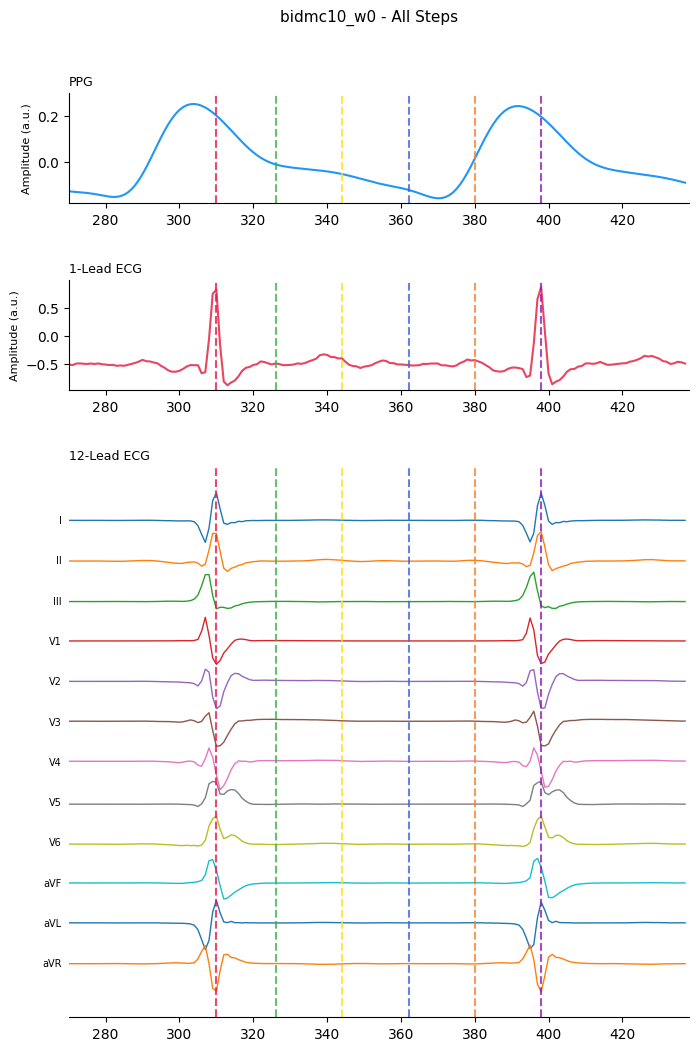 bidmc10_w0 - All Steps
PPG
Amplitude (a.u.)
0.2
0.0
280 300 320 340 360 380 400 420
1-Lead ECG
Amplitude (a.u.)
0.5
0.0
−0.5
280 300 320 340 360 380 400 420
12-Lead ECG
I
II
III
V1
V2
V3
V4
V5
V6
aVF
aVL
aVR
280 300 320 340 360 380 400 420